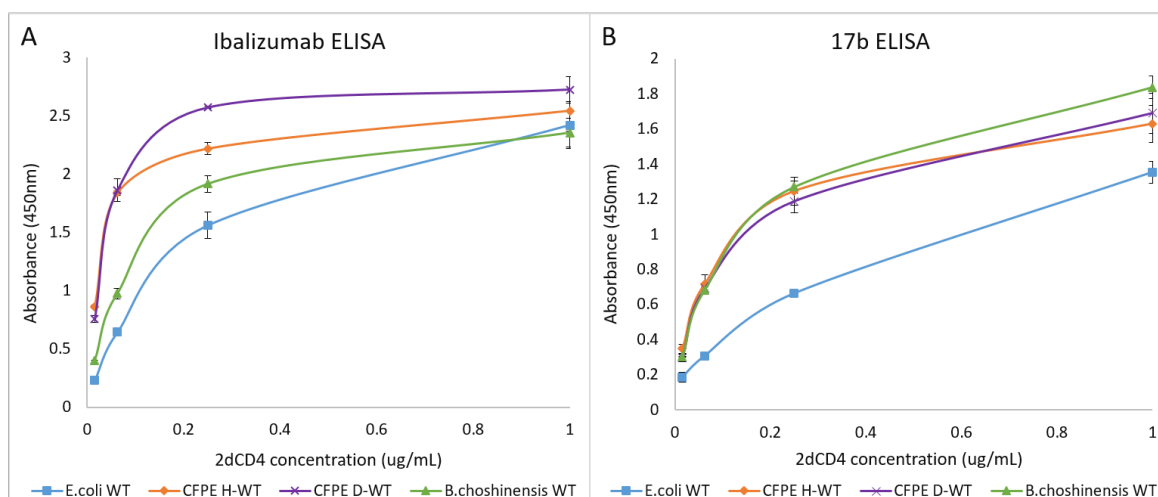 A
Ibalizumab ELISA
3
2.5
2
1.5
1
0.5
0
Absorbance (450nm)
0
0.2
0.4
0.6
0.8
1
2dCD4 concentration (ug/mL)
E.coli WT
CFPE H-WT
CFPE D-WT
B.choshinensis WT
B
17b ELISA
2
1.8
1.6
1.4
1.2
1
0.8
0.6
0.4
0.2
0
Absorbance (450nm)
0
0.2
0.4
0.6
0.8
1
2dCD4 concentration (ug/mL)
E.coli WT
CFPE H-WT
CFPE D-WT
B.choshinensis WT